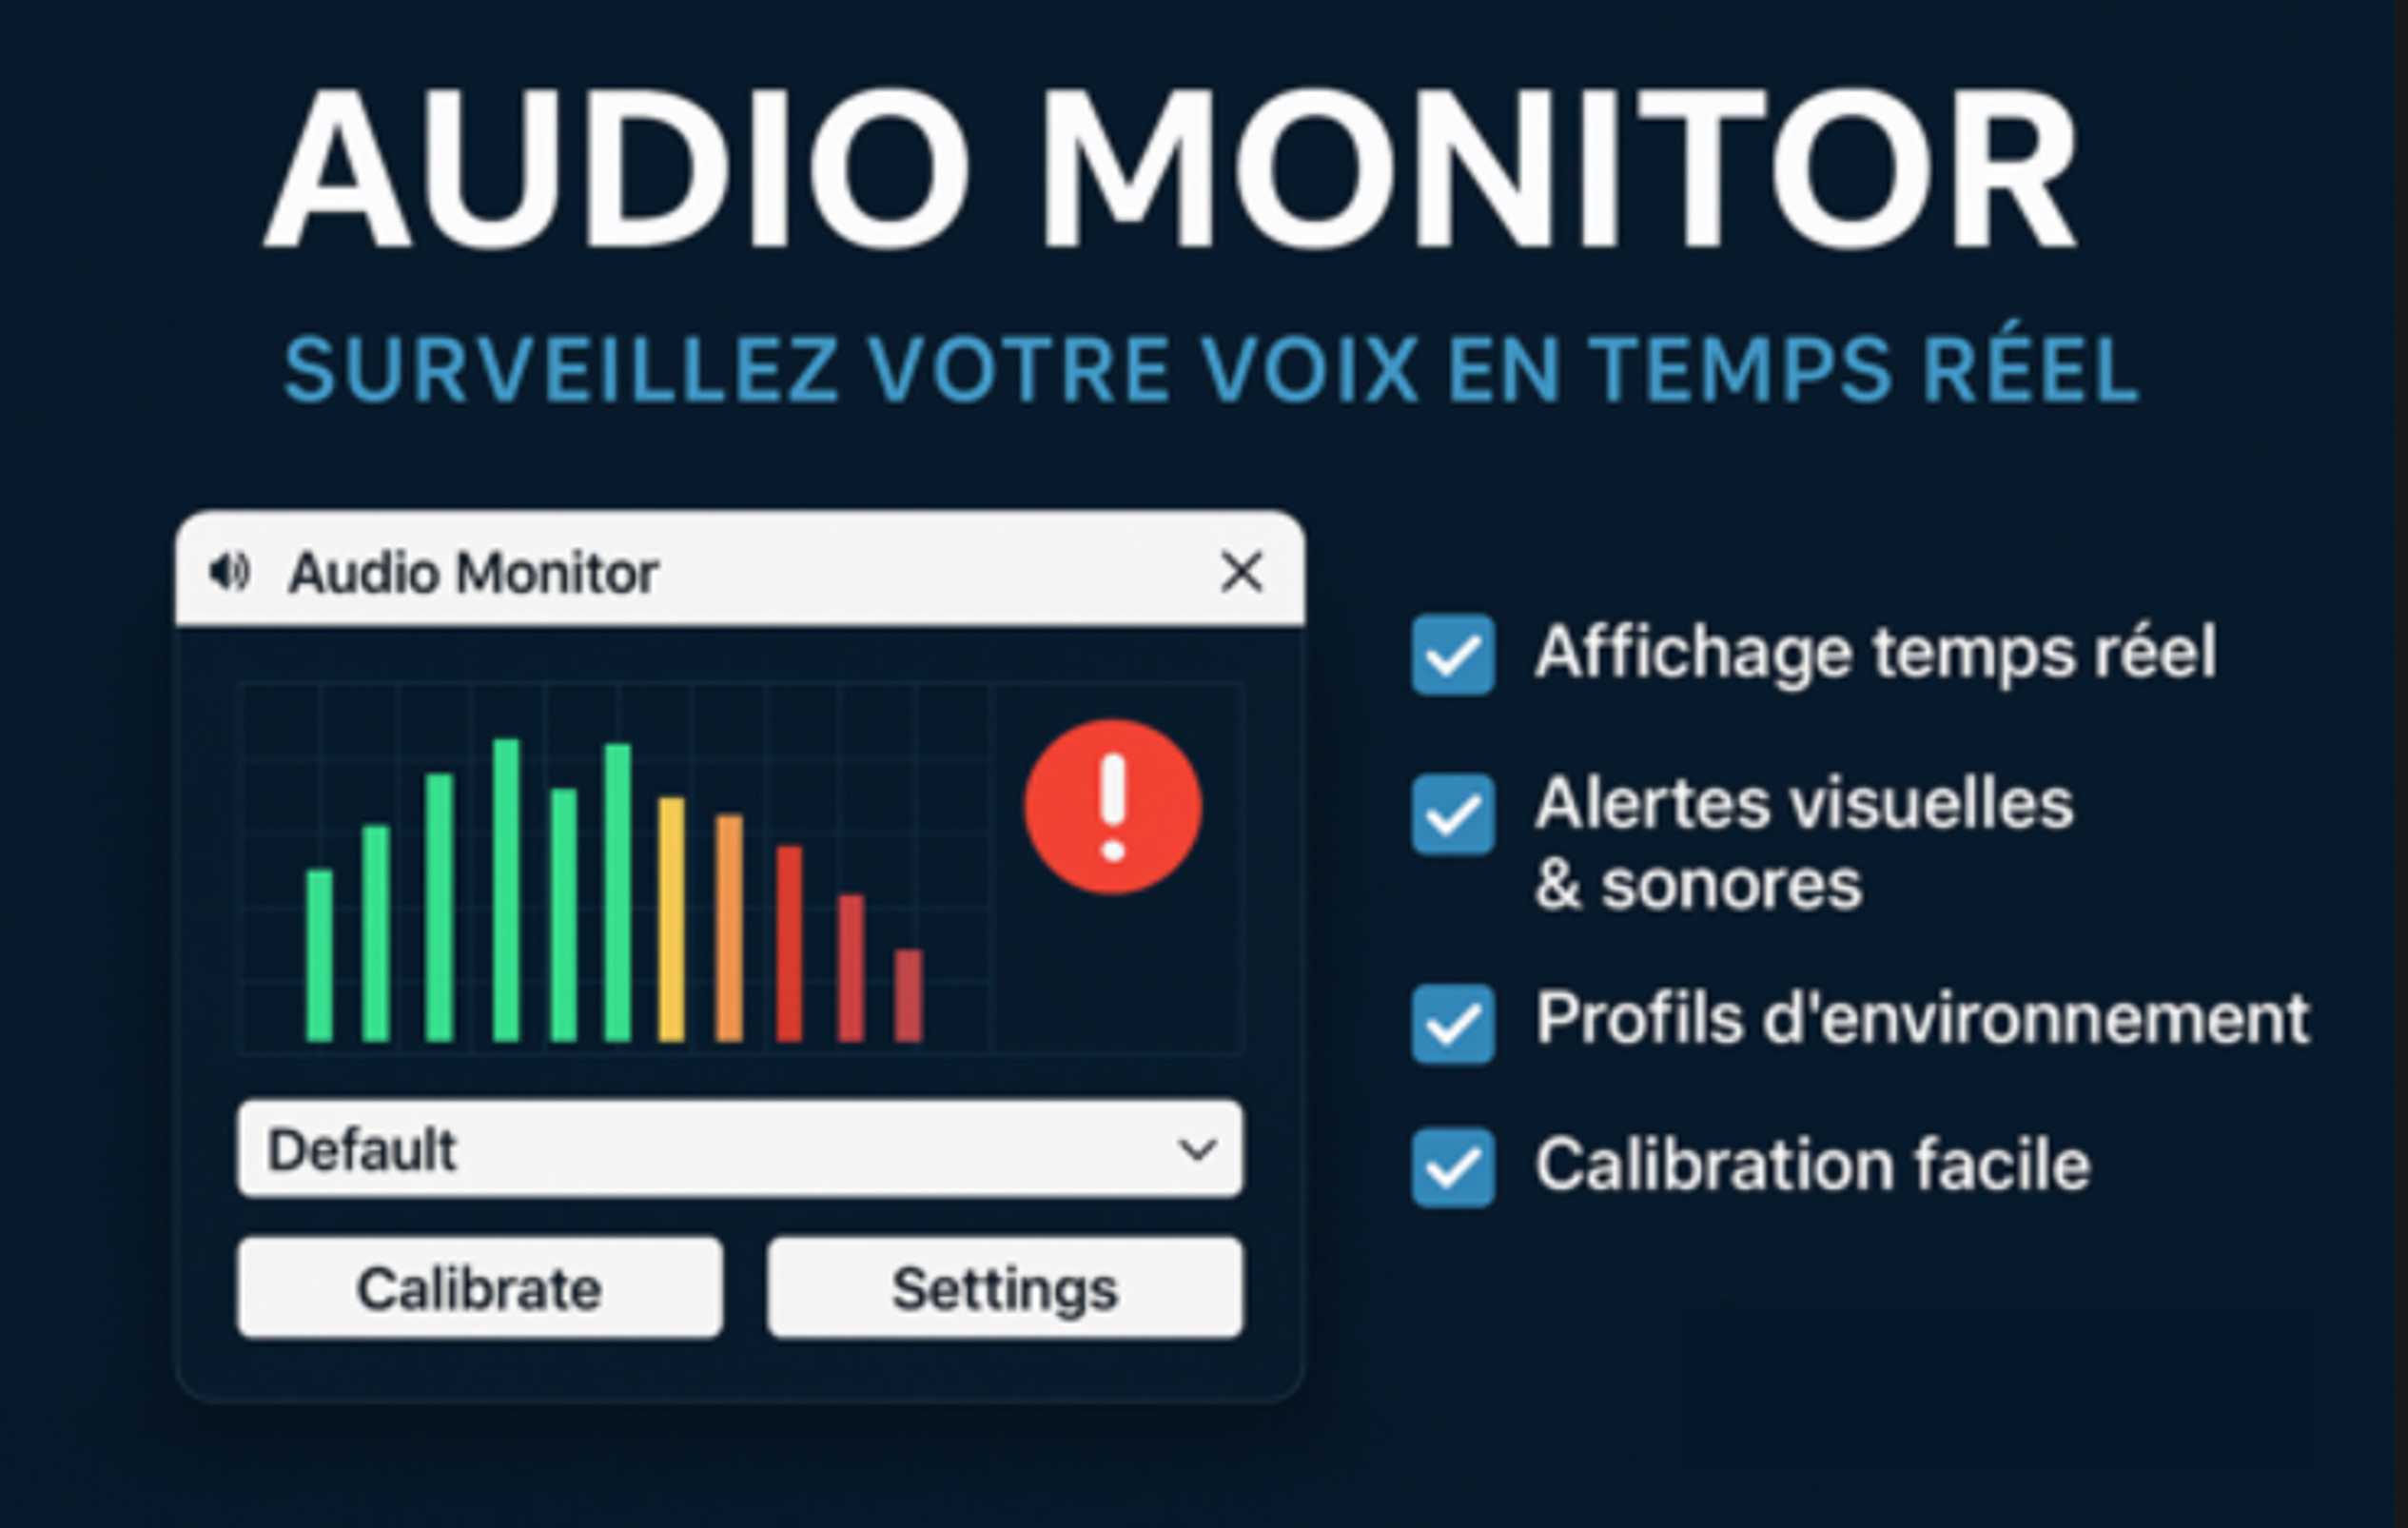 AUDIO MONITOR
SURVEILLEZ VOTRE VOIX EN TEMPS RÉEL
Audio Monitor
Default
Calibrate
Settings
Affichage temps réel
Alertes visuelles
& sonores
Profils d'environnement
Calibration facile